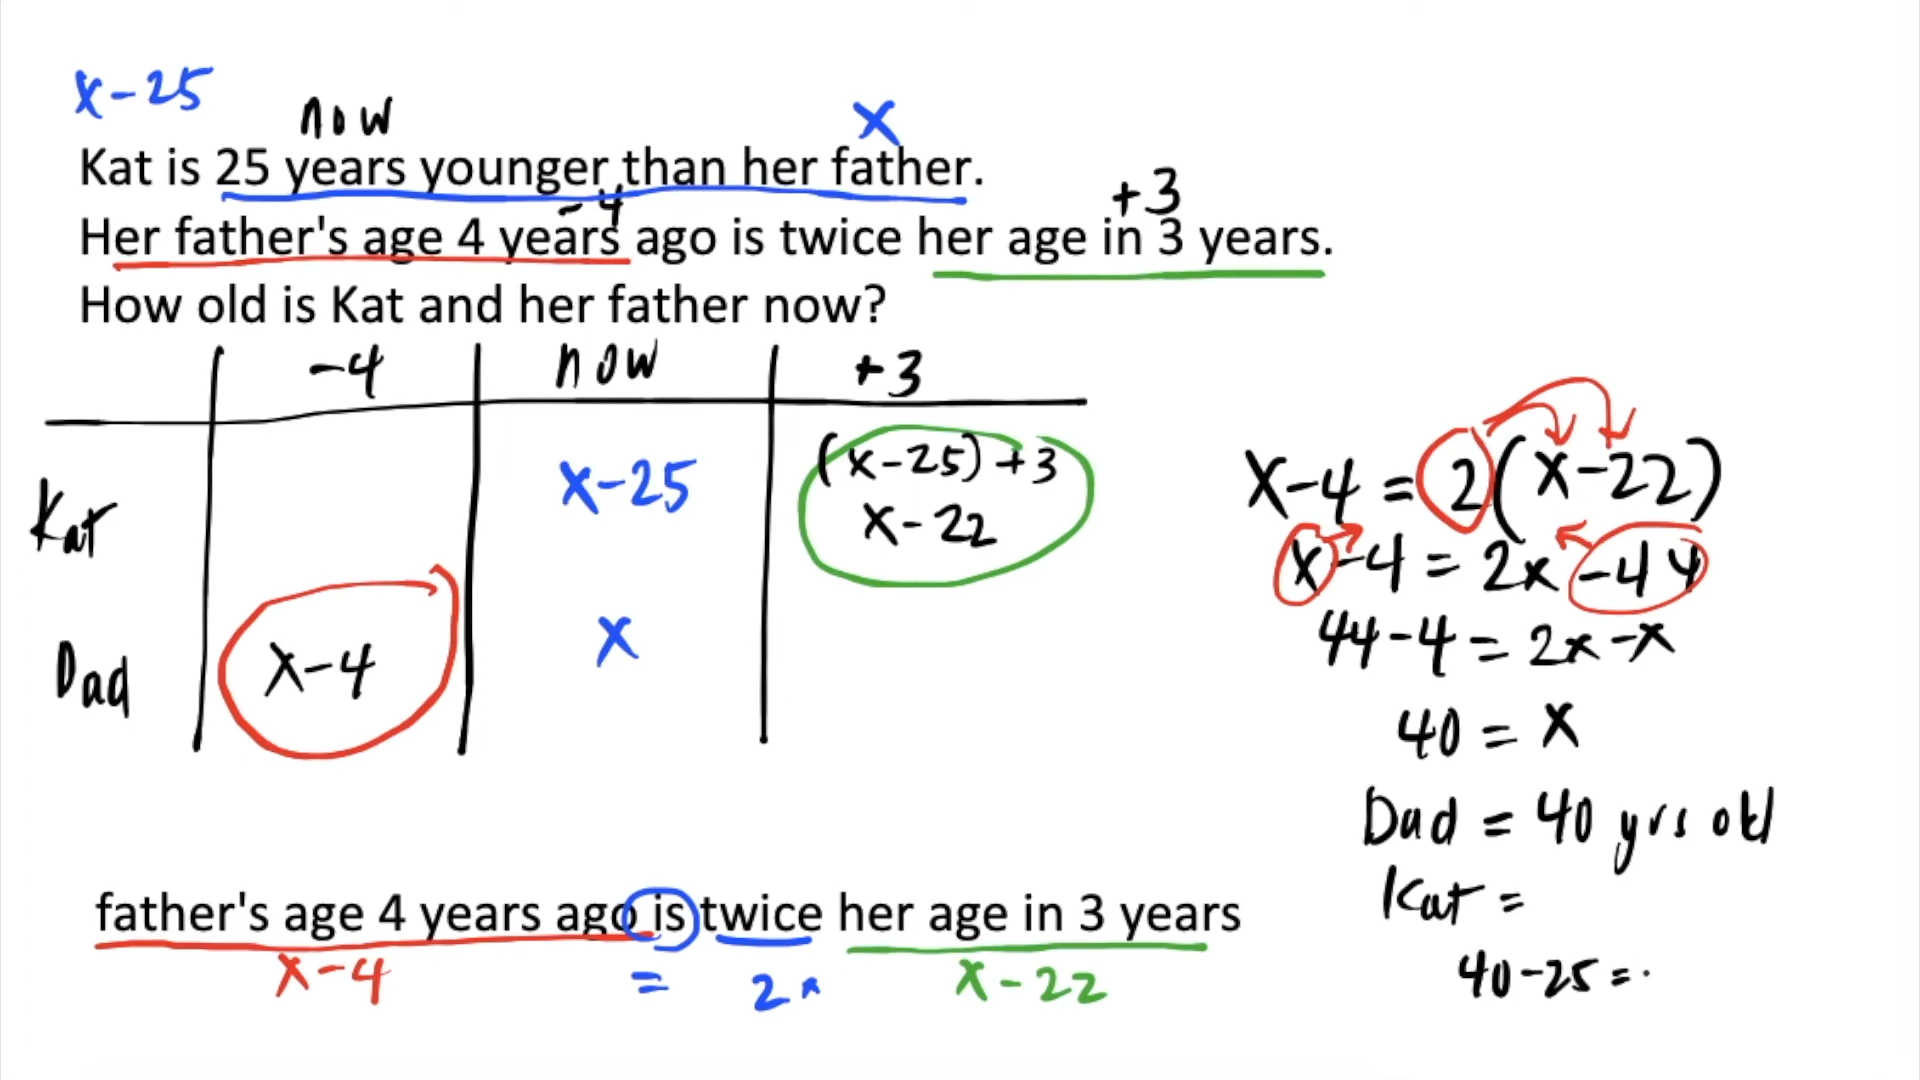 x-25
now
x
Kat is 25 years younger than her father.
-4
+3
Her father's age 4 years ago is twice her age in 3 years.
How old is Kat and her father now?
-4 now +3
Kat x-25 (x-25)+3
x-22
Dad x-4 x
x-4 = 2(x-22)
x-4 = 2x-44
44-4 = 2x-x
40 = x
Dad = 40 yrs old
Kat =
40-25 =
father's age 4 years ago is twice her age in 3 years
x-4 = 2x x-22